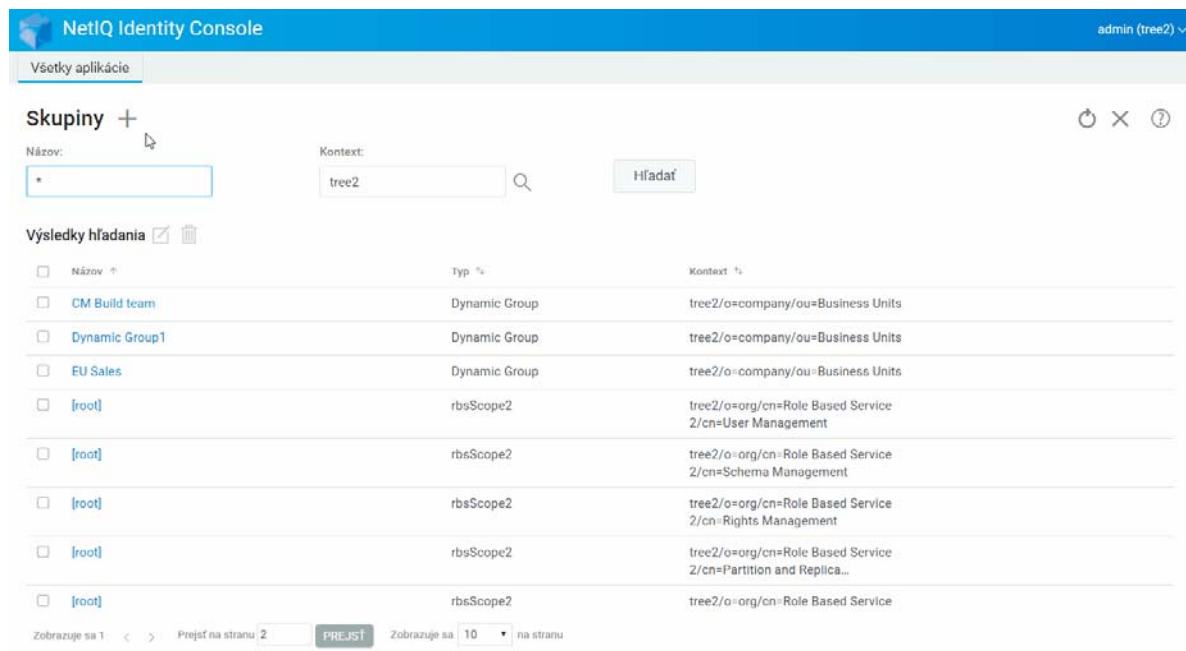 NetIQ Identity Console
admin (tree2)
Všetky aplikácie
Skupiny
Názov:
Kontext:
*
tree2
Hľadať
Výsledky hľadania
Názov
Typ
Kontext
CM Build team
Dynamic Group
tree2/o=company/ou=Business Units
Dynamic Group1
Dynamic Group
tree2/o=company/ou=Business Units
EU Sales
Dynamic Group
tree2/o=company/ou=Business Units
[root]
rbsScope2
tree2/o=org/cn=Role Based Service
2/cn=User Management
[root]
rbsScope2
tree2/o=org/cn=Role Based Service
2/cn=Schema Management
[root]
rbsScope2
tree2/o=org/cn=Role Based Service
2/cn=Rights Management
[root]
rbsScope2
tree2/o=org/cn=Role Based Service
2/cn=Partition and Replica...
[root]
rbsScope2
tree2/o=org/cn=Role Based Service
Zobrazuje sa 1
Prejsť na stranu 2
PREJSŤ
Zobrazuje sa 10 na stranu